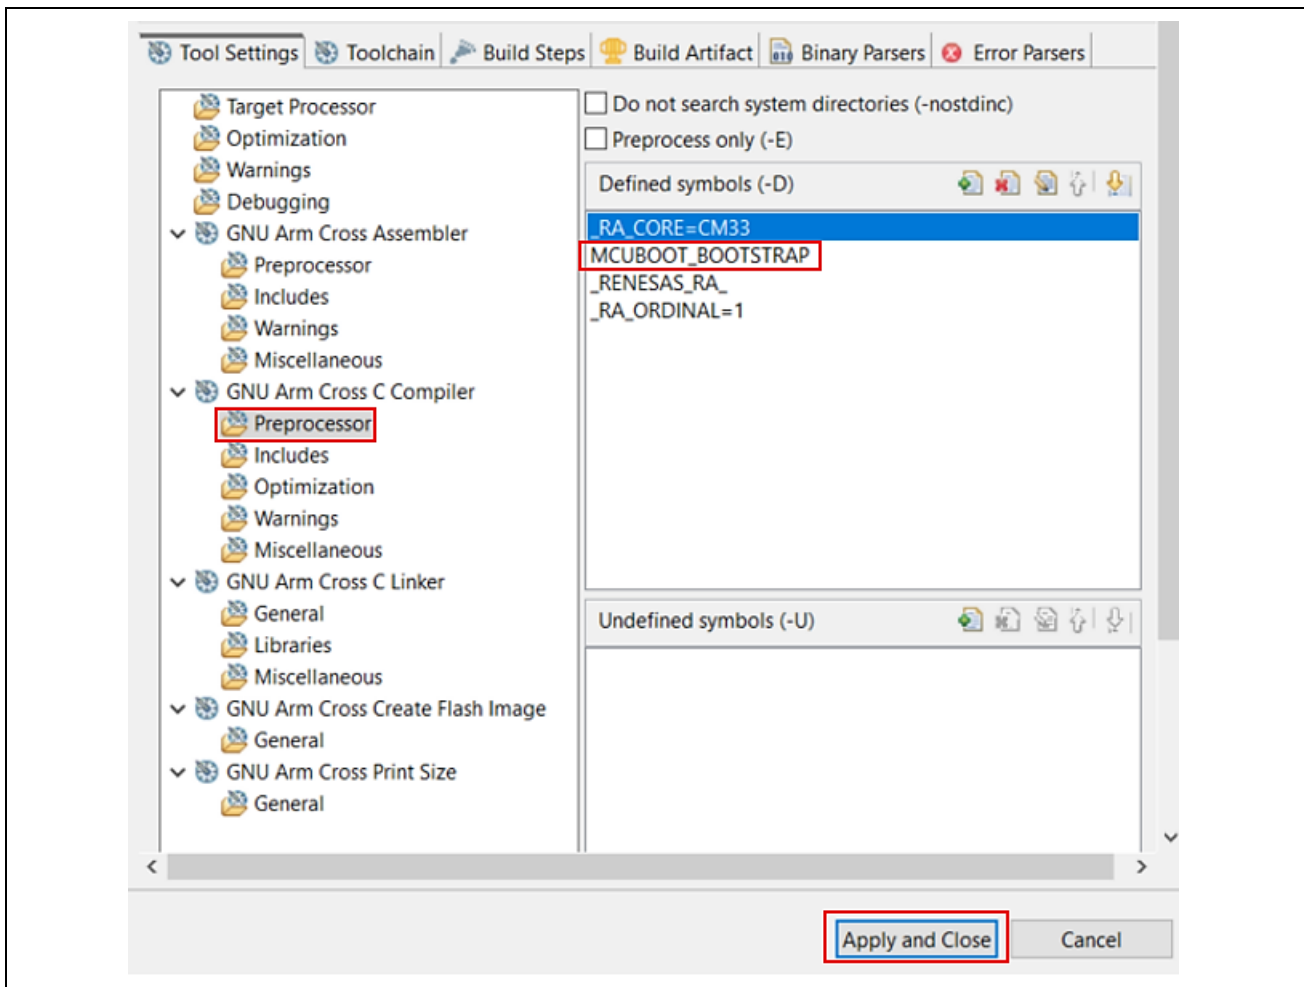 Tool Settings Toolchain Build Steps Build Artifact Binary Parsers Error Parsers
Target Processor
Optimization
Warnings
Debugging
GNU Arm Cross Assembler
Preprocessor
Includes
Warnings
Miscellaneous
GNU Arm Cross C Compiler
Preprocessor
Includes
Optimization
Warnings
Miscellaneous
GNU Arm Cross C Linker
General
Libraries
Miscellaneous
GNU Arm Cross Create Flash Image
General
GNU Arm Cross Print Size
General
Do not search system directories (-nostdinc)
Preprocess only (-E)
Defined symbols (-D)
_RA_CORE=CM33
MCUBOOT_BOOTSTRAP
_RENESAS_RA_
_RA_ORDINAL=1
Undefined symbols (-U)
Apply and Close
Cancel